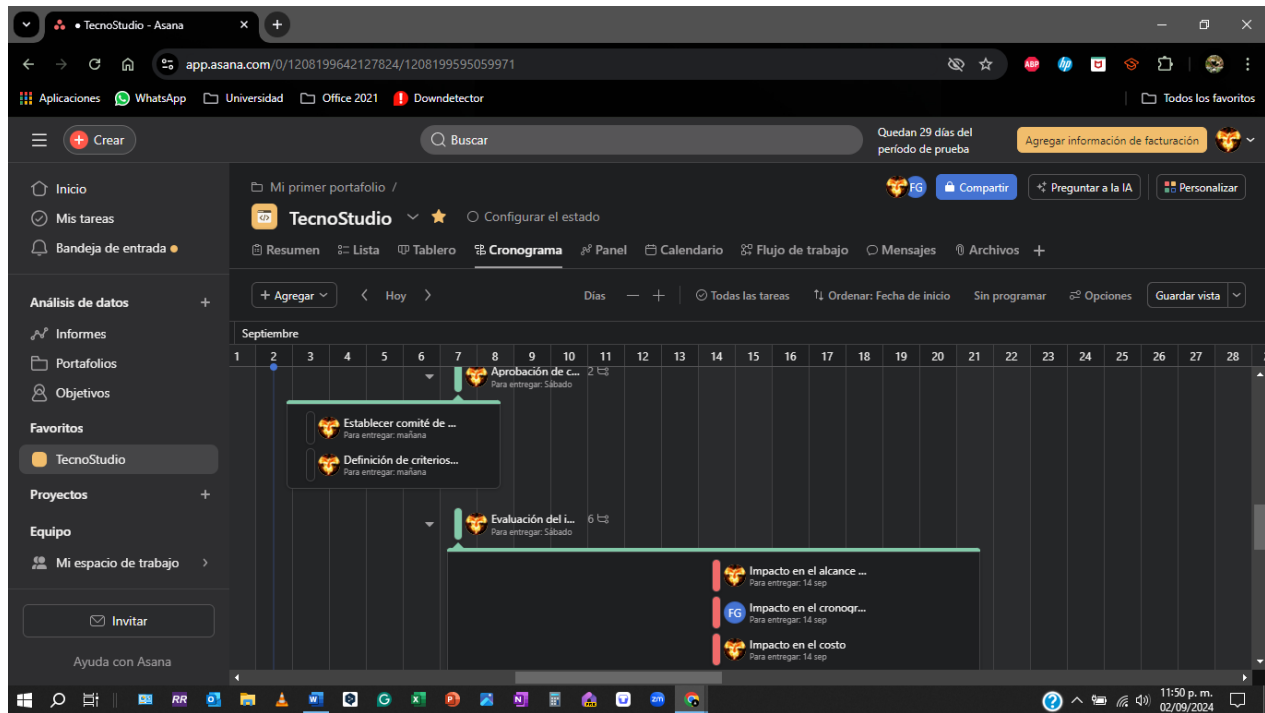 TecnoStudio - Asana
app.asana.com/0/1208199642127824/1208199595059971
ABP
Aplicaciones WhatsApp Universidad Office 2021 Downdetector Todos los favoritos
Crear
Buscar
Quedan 29 días del
período de prueba
Agregar información de facturación
Inicio
Mis tareas
Bandeja de entrada
Análisis de datos
Informes
Portafolios
Objetivos
Favoritos
TecnoStudio
Proyectos
Equipo
Mi espacio de trabajo
Invitar
Ayuda con Asana
Mi primer portafolio /
FG Compartir Preguntar a la IA Personalizar
TecnoStudio Configurar el estado
Resumen Lista Tablero Cronograma Panel Calendario Flujo de trabajo Mensajes Archivos
Agregar Hoy Días Todas las tareas Ordenar: Fecha de inicio Sin programar Opciones Guardar vista
Septiembre
1 2 3 4 5 6 7 8 9 10 11 12 13 14 15 16 17 18 19 20 21 22 23 24 25 26 27 28
Aprobación de c... 2
Para entregar: Sábado
Establecer comité de ...
Para entregar: mañana
Definición de criterios...
Para entregar: mañana
Evaluación del i... 6
Para entregar: Sábado
Impacto en el alcance ...
Para entregar: 14 sep
FG Impacto en el cronogr...
Para entregar: 14 sep
Impacto en el costo
Para entregar: 14 sep
RR
zm
11:50 p. m.
02/09/2024